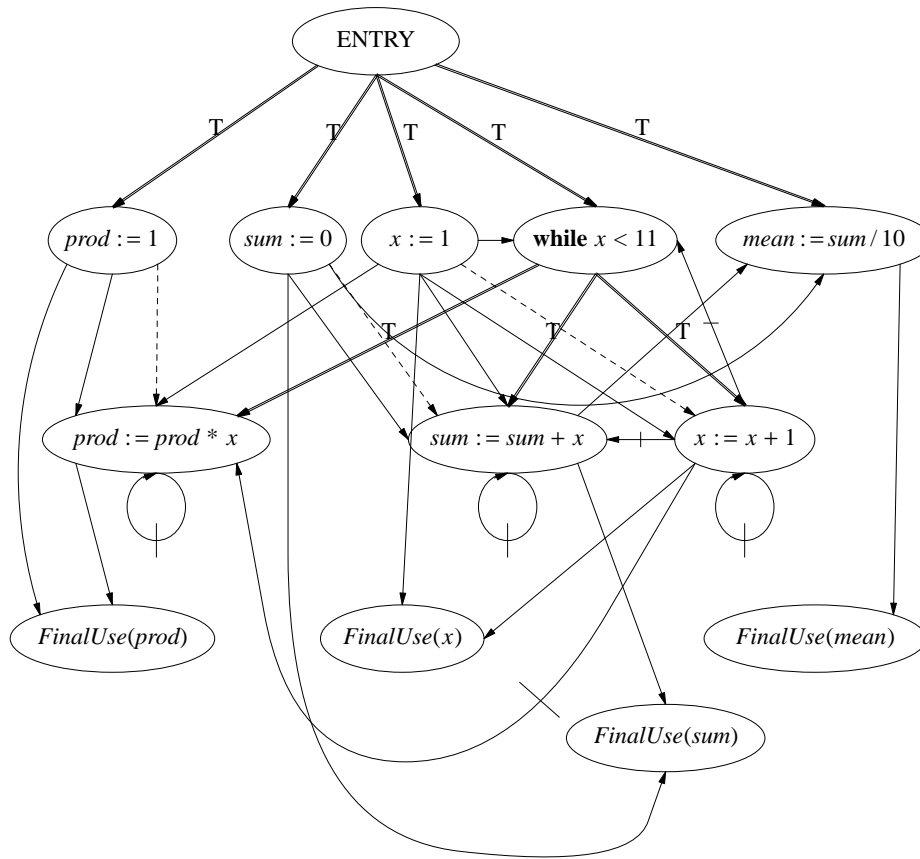 ENTRY
T
T
T
T
T
prod := 1
sum := 0
x := 1
while x < 11
mean := sum / 10
T
T
T
prod := prod * x
sum := sum + x
x := x + 1
FinalUse(prod)
FinalUse(x)
FinalUse(mean)
FinalUse(sum)